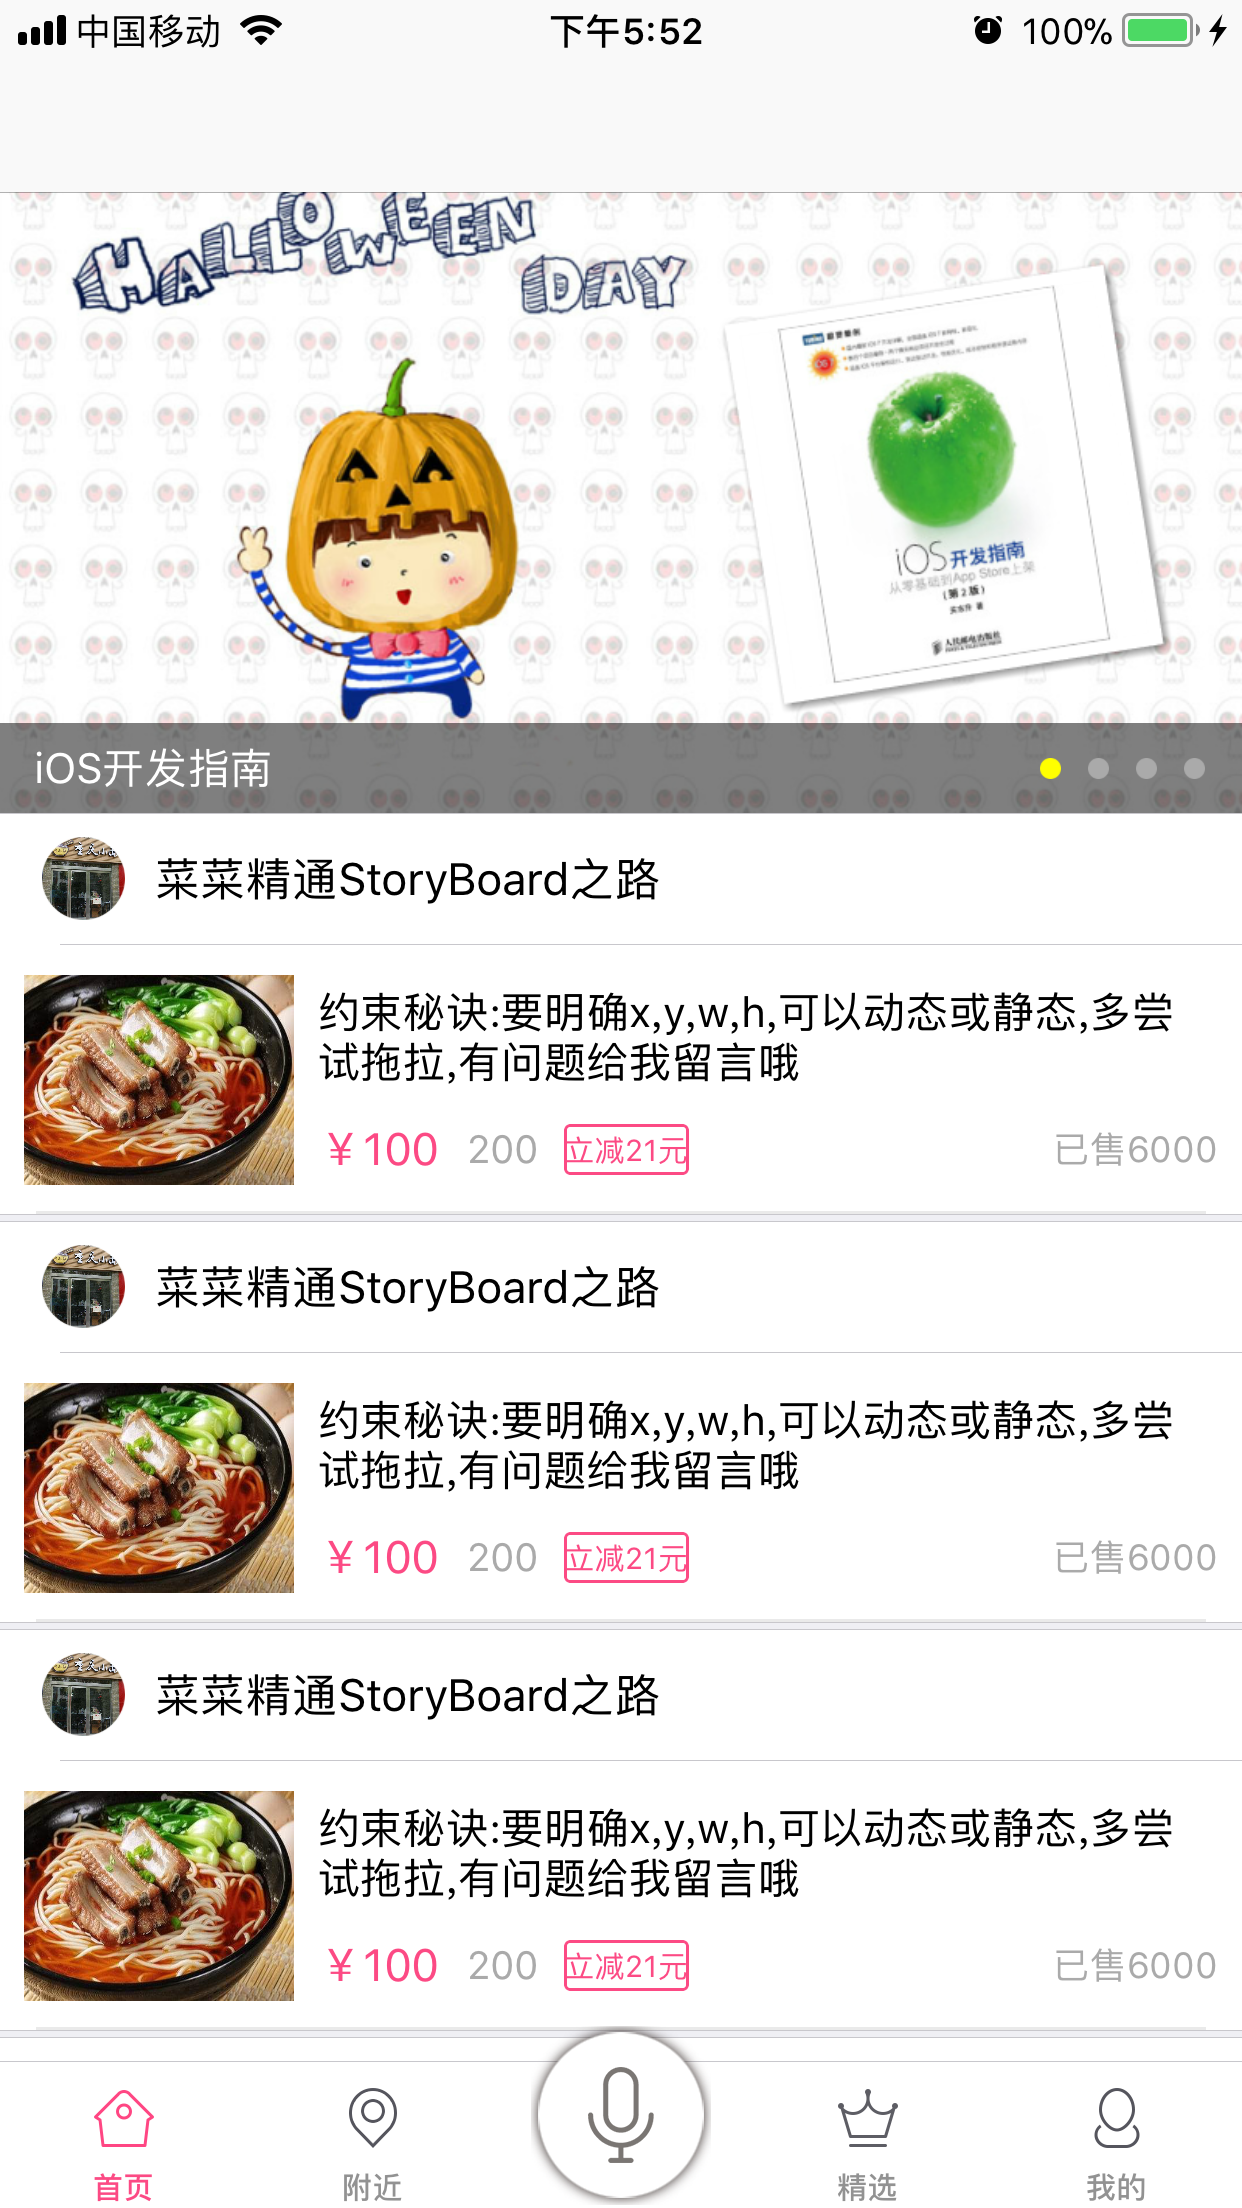 中国移动
下午5:52
100%
HALLOWEEN
DAY
iOS开发指南
从零基础到App Store上架
(第2版)
人民邮电出版社
iOS开发指南
菜菜精通StoryBoard之路
约束秘诀:要明确x,y,w,h,可以动态或静态,多尝
试拖拉,有问题给我留言哦
¥100 200 立减21元 已售6000
菜菜精通StoryBoard之路
约束秘诀:要明确x,y,w,h,可以动态或静态,多尝
试拖拉,有问题给我留言哦
¥100 200 立减21元 已售6000
菜菜精通StoryBoard之路
约束秘诀:要明确x,y,w,h,可以动态或静态,多尝
试拖拉,有问题给我留言哦
¥100 200 立减21元 已售6000
首页 附近 精选 我的